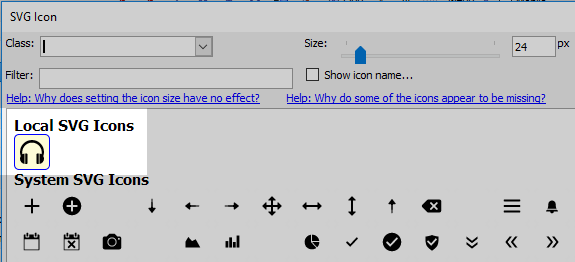 SVG Icon
Class:
Size:
24
px
Filter:
Show icon name...
Help: Why does setting the icon size have no effect?
Help: Why do some of the icons appear to be missing?
Local SVG Icons
System SVG Icons